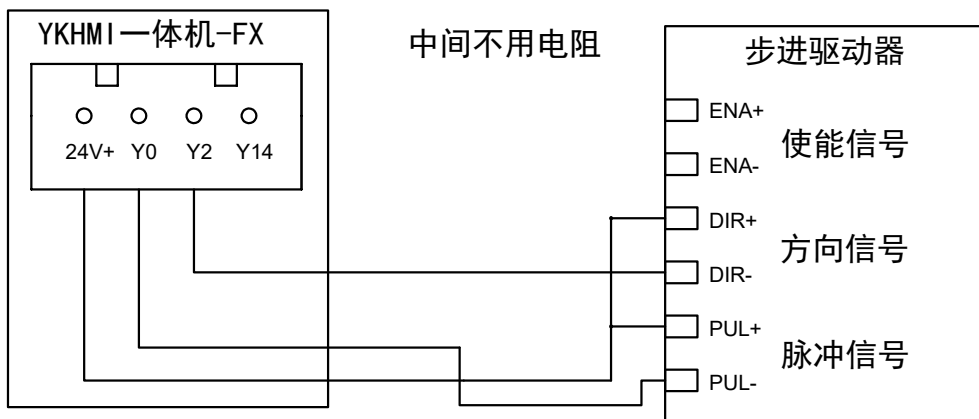 YKHMI一体机-FX
中间不用电阻
步进驱动器
24V+ Y0 Y2 Y14
ENA+
使能信号
ENA-
DIR+
方向信号
DIR-
PUL+
脉冲信号
PUL-